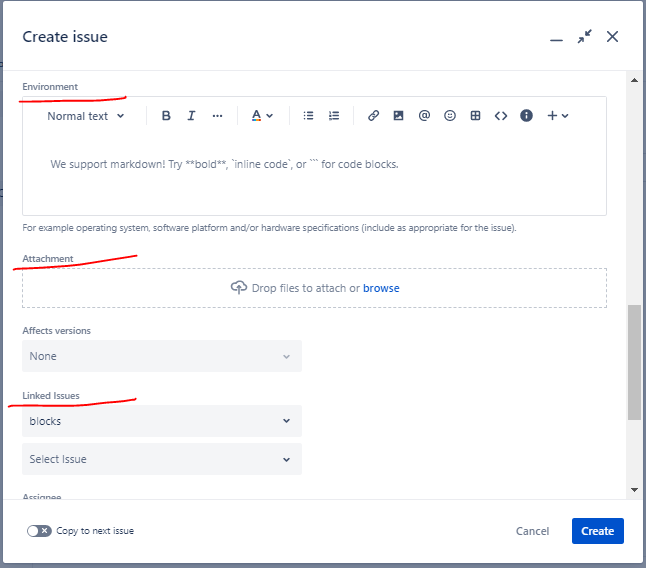 Create issue
Environment
Normal text
B I ... A
We support markdown! Try **bold**, `inline code`, or ``` for code blocks.
For example operating system, software platform and/or hardware specifications (include as appropriate for the issue).
Attachment
Drop files to attach or browse
Affects versions
None
Linked Issues
blocks
Select Issue
Assignee
Copy to next issue
Cancel
Create